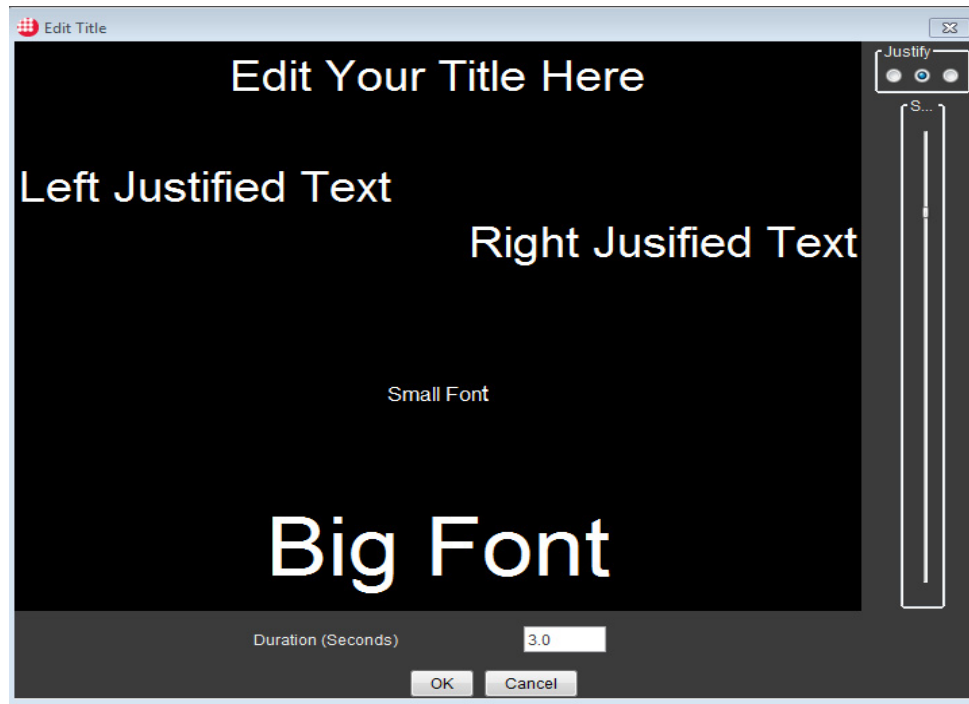 Edit Title
Justify
Edit Your Title Here
S...
Left Justified Text
Right Jusified Text
Small Font
Big Font
Duration (Seconds) 3.0
OK Cancel